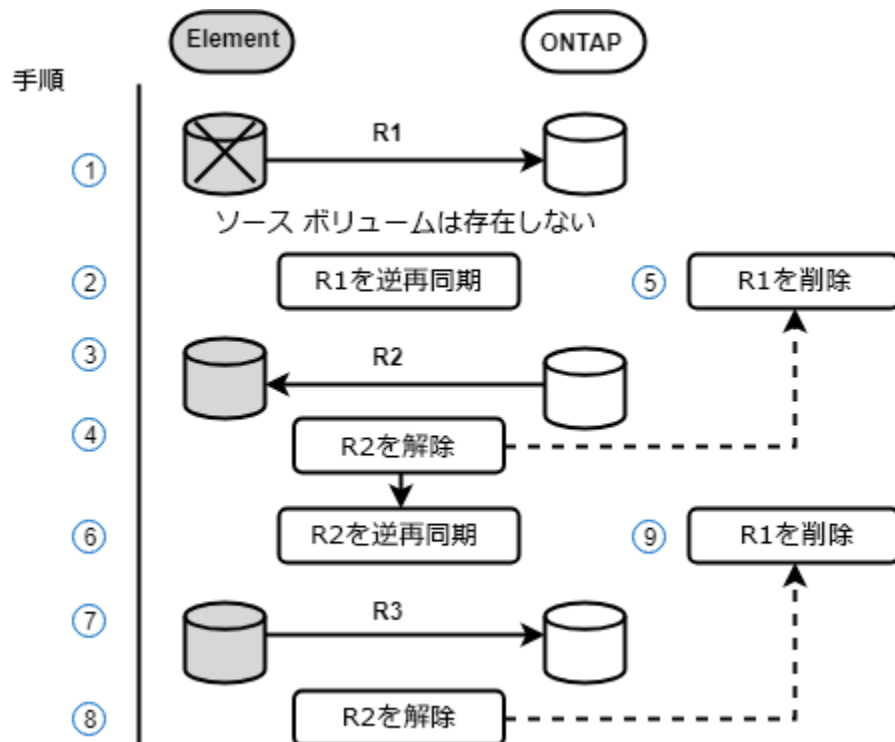 Element
ONTAP
手順
R1
①
ソース ボリュームは存在しない
② R1を逆再同期 ⑤ R1を削除
③ R2
④ R2を解除
⑥ R2を逆再同期 ⑨ R1を削除
⑦ R3
⑧ R2を解除